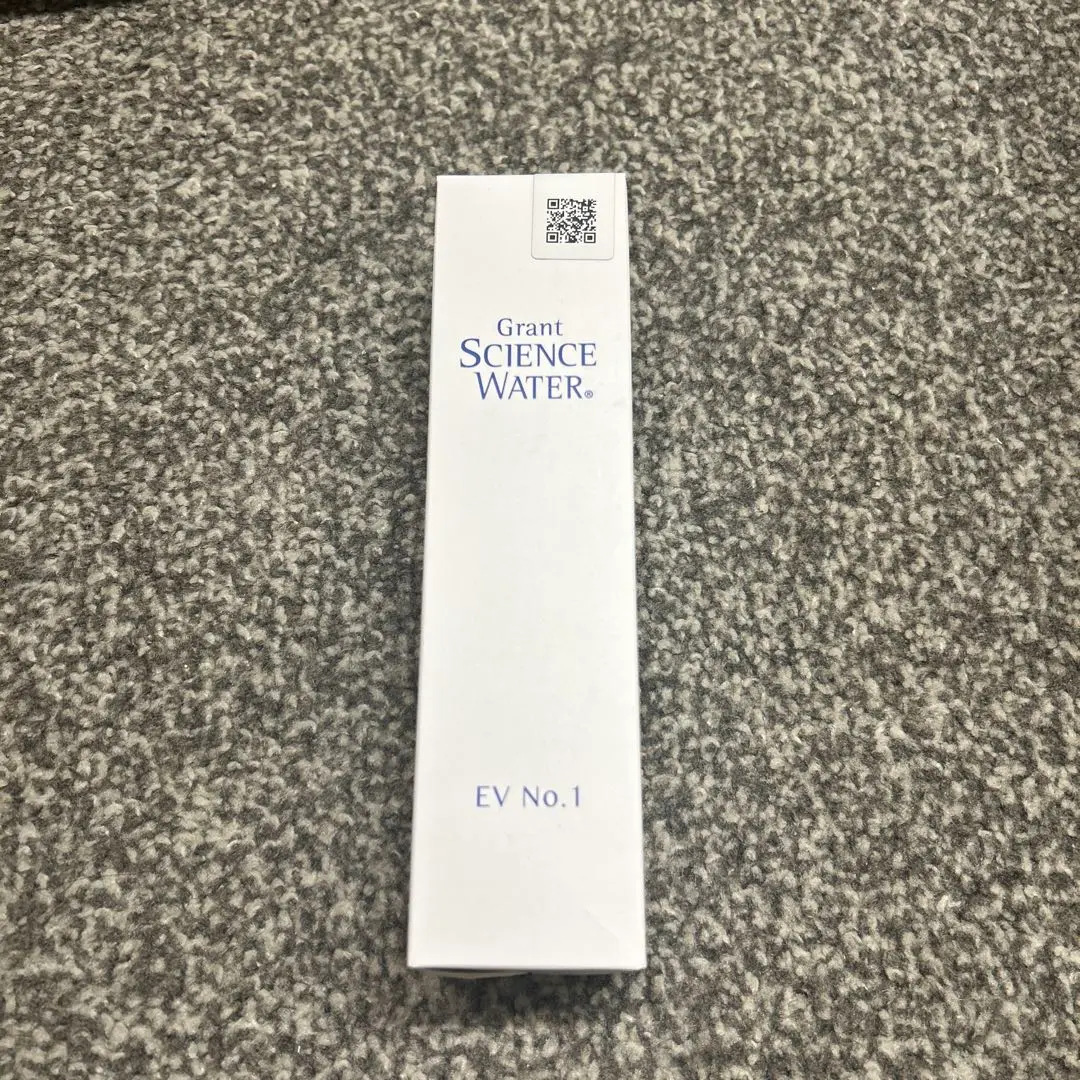 Grant
SCIENCE
WATER®
EV No.1